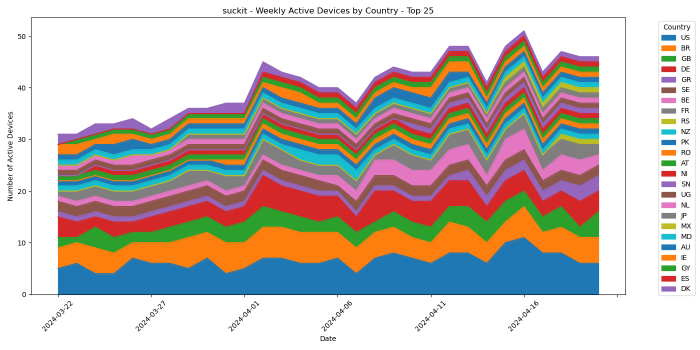 suckit - Weekly Active Devices by Country - Top 25
Number of Active Devices
50
40
30
20
10
0
2024-03-22
2024-03-27
2024-04-01
2024-04-06
2024-04-11
2024-04-16
Date
Country
US
BR
GB
DE
GR
SE
BE
FR
RS
NZ
PK
RO
AT
NI
SN
UG
NL
JP
MX
MD
AU
IE
GY
ES
DK